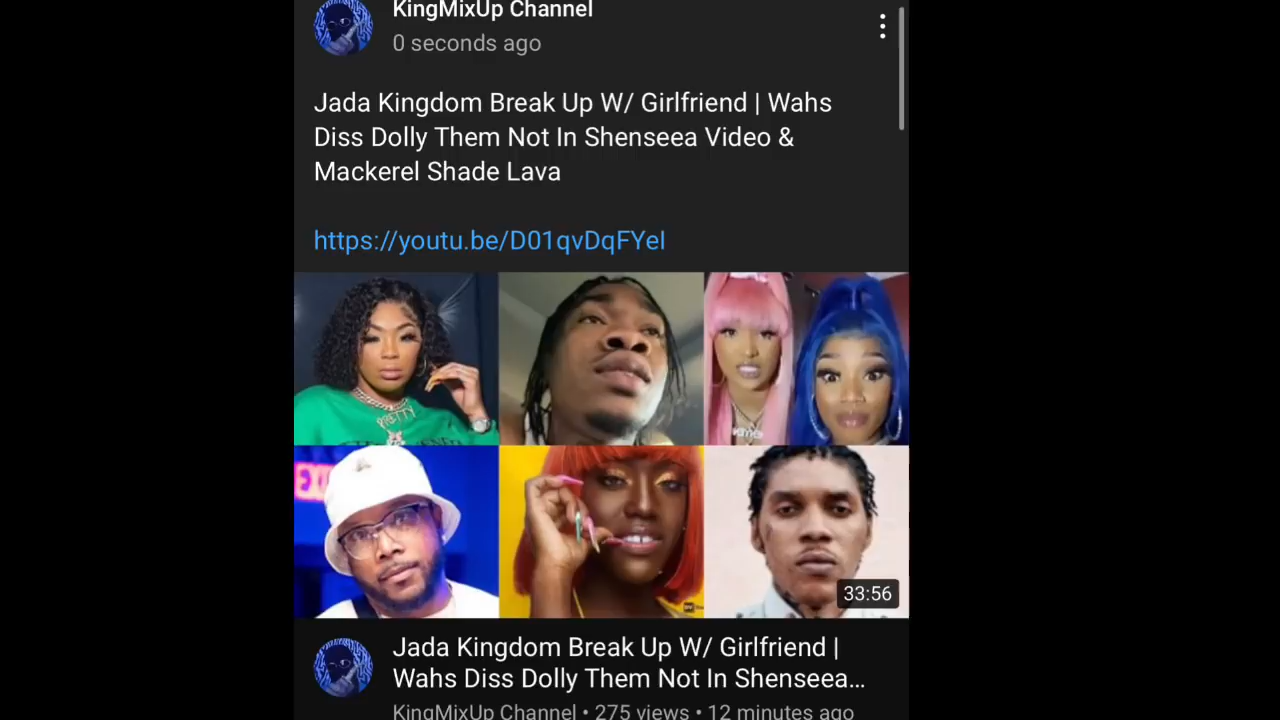 KingMixUp Channel
0 seconds ago
Jada Kingdom Break Up W/ Girlfriend | Wahs
Diss Dolly Them Not In Shenseea Video &
Mackerel Shade Lava
https://youtu.be/D01qvDqFYeI
PRETTY
EXI
33:56
Jada Kingdom Break Up W/ Girlfriend |
Wahs Diss Dolly Them Not In Shenseea...
KingMixUp Channel • 275 views • 12 minutes ago